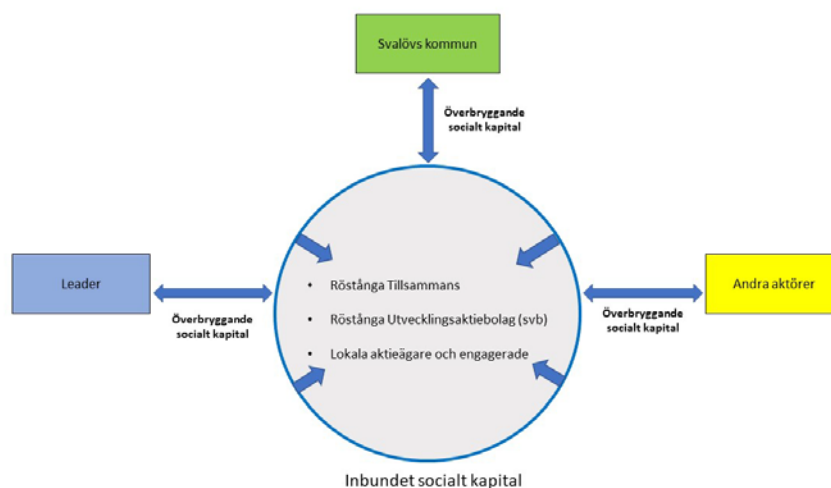 Svalövs kommun
Överbryggande
socialt kapital
Leader
Överbryggande
socialt kapital
• Röstånga Tillsammans
• Röstånga Utvecklingsaktiebolag (svb)
• Lokala aktieägare och engagerade
Andra aktörer
Överbryggande
socialt kapital
Inbundet socialt kapital